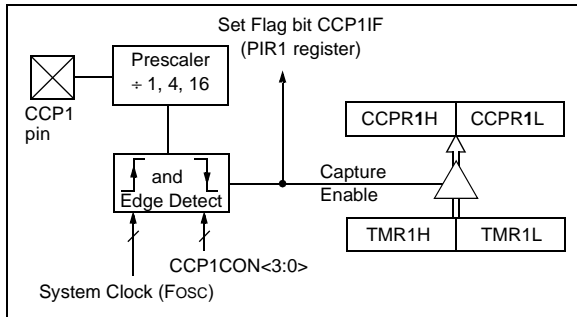 Set Flag bit CCP1IF
(PIR1 register)
Prescaler
÷ 1, 4, 16
CCP1
pin
CCPR1H
CCPR1L
and
Edge Detect
Capture
Enable
TMR1H
TMR1L
CCP1CON<3:0>
System Clock (FOSC)